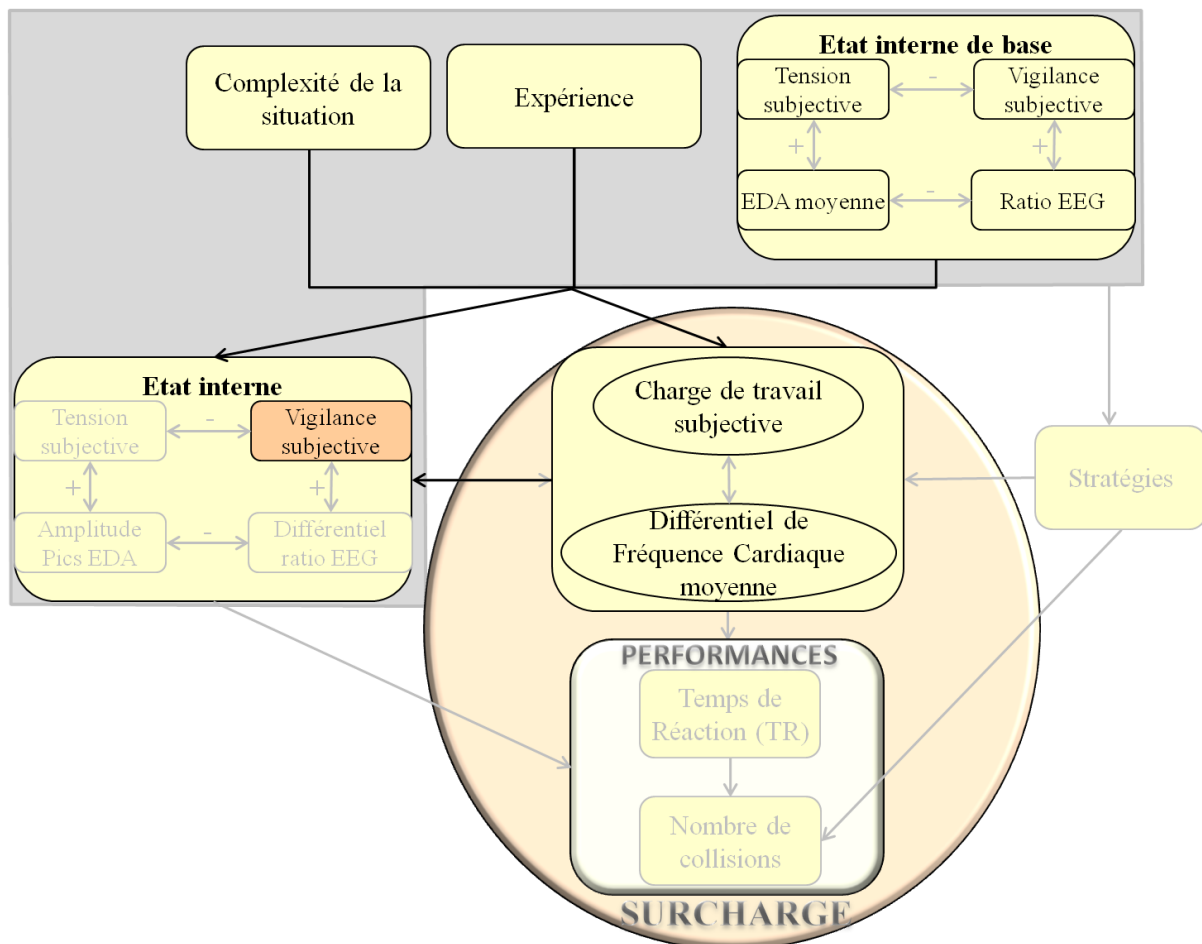 Complexité de la
situation
Expérience
Etat interne de base
Tension
subjective
-
Vigilance
subjective
+
+
EDA moyenne
-
Ratio EEG
Etat interne
Tension
subjective
-
Vigilance
subjective
+
+
Amplitude
Pics EDA
-
Différentiel
ratio EEG
Charge de travail
subjective
Différentiel de
Fréquence Cardiaque
moyenne
Stratégies
PERFORMANCES
Temps de
Réaction (TR)
Nombre de
collisions
SURCHARGE